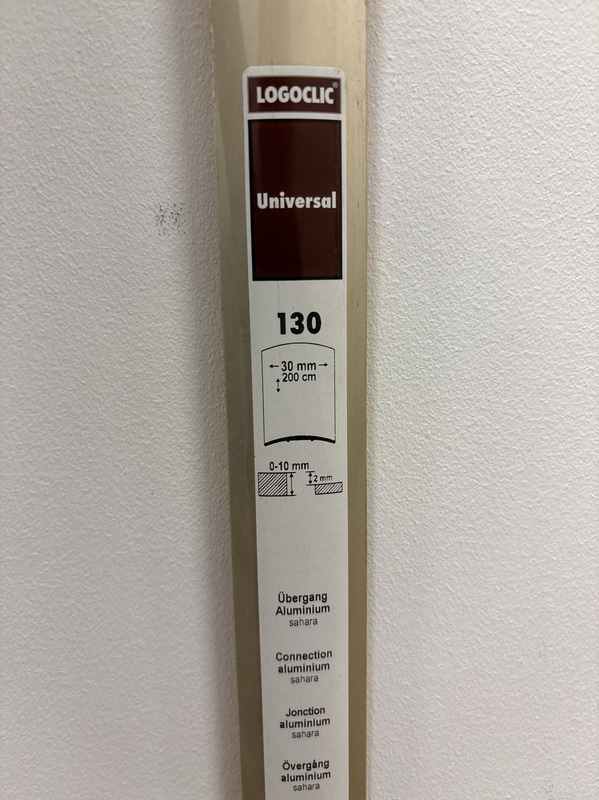 LOGOCLIC®
Universal
130
30 mm
200 cm
0-10 mm
2 mm
Übergang
Aluminium
sahara
Connection
aluminium
sahara
Jonction
aluminium
sahara
Övergång
aluminium
sahara